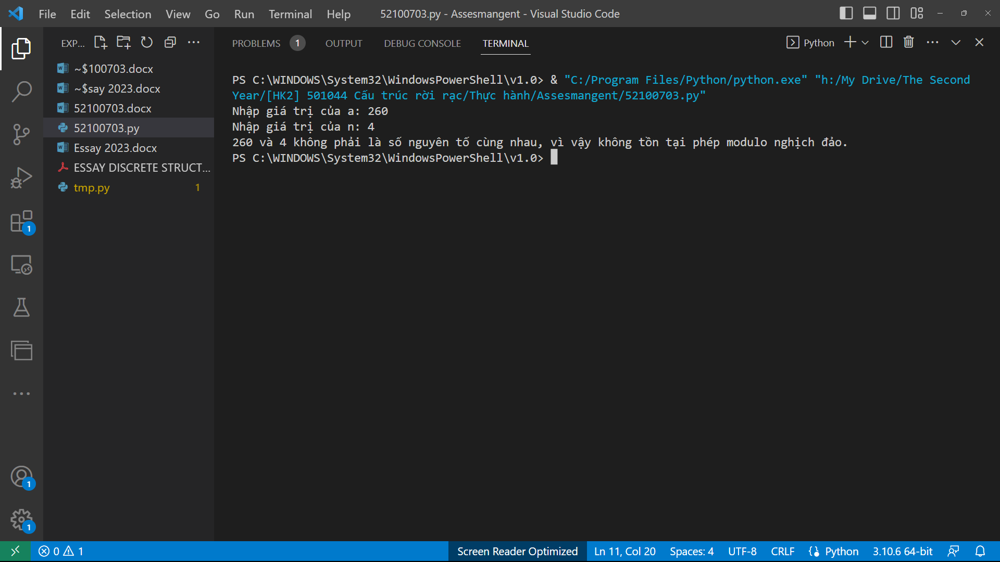 File Edit Selection View Go Run Terminal Help 52100703.py - Assesmangent - Visual Studio Code
EXP...
~$100703.docx
~$say 2023.docx
52100703.docx
52100703.py
Essay 2023.docx
ESSAY DISCRETE STRUCT...
tmp.py 1
PROBLEMS 1 OUTPUT DEBUG CONSOLE TERMINAL Python
PS C:\WINDOWS\System32\WindowsPowerShell\v1.0> & "C:/Program Files/Python/python.exe" "h:/My Drive/The Second
Year/[HK2] 501044 Cấu trúc rời rạc/Thực hành/Assesmangent/52100703.py"
Nhập giá trị của a: 260
Nhập giá trị của n: 4
260 và 4 không phải là số nguyên tố cùng nhau, vì vậy không tồn tại phép modulo nghịch đảo.
PS C:\WINDOWS\System32\WindowsPowerShell\v1.0>
1
1
1
0 1 Screen Reader Optimized Ln 11, Col 20 Spaces: 4 UTF-8 CRLF Python 3.10.6 64-bit